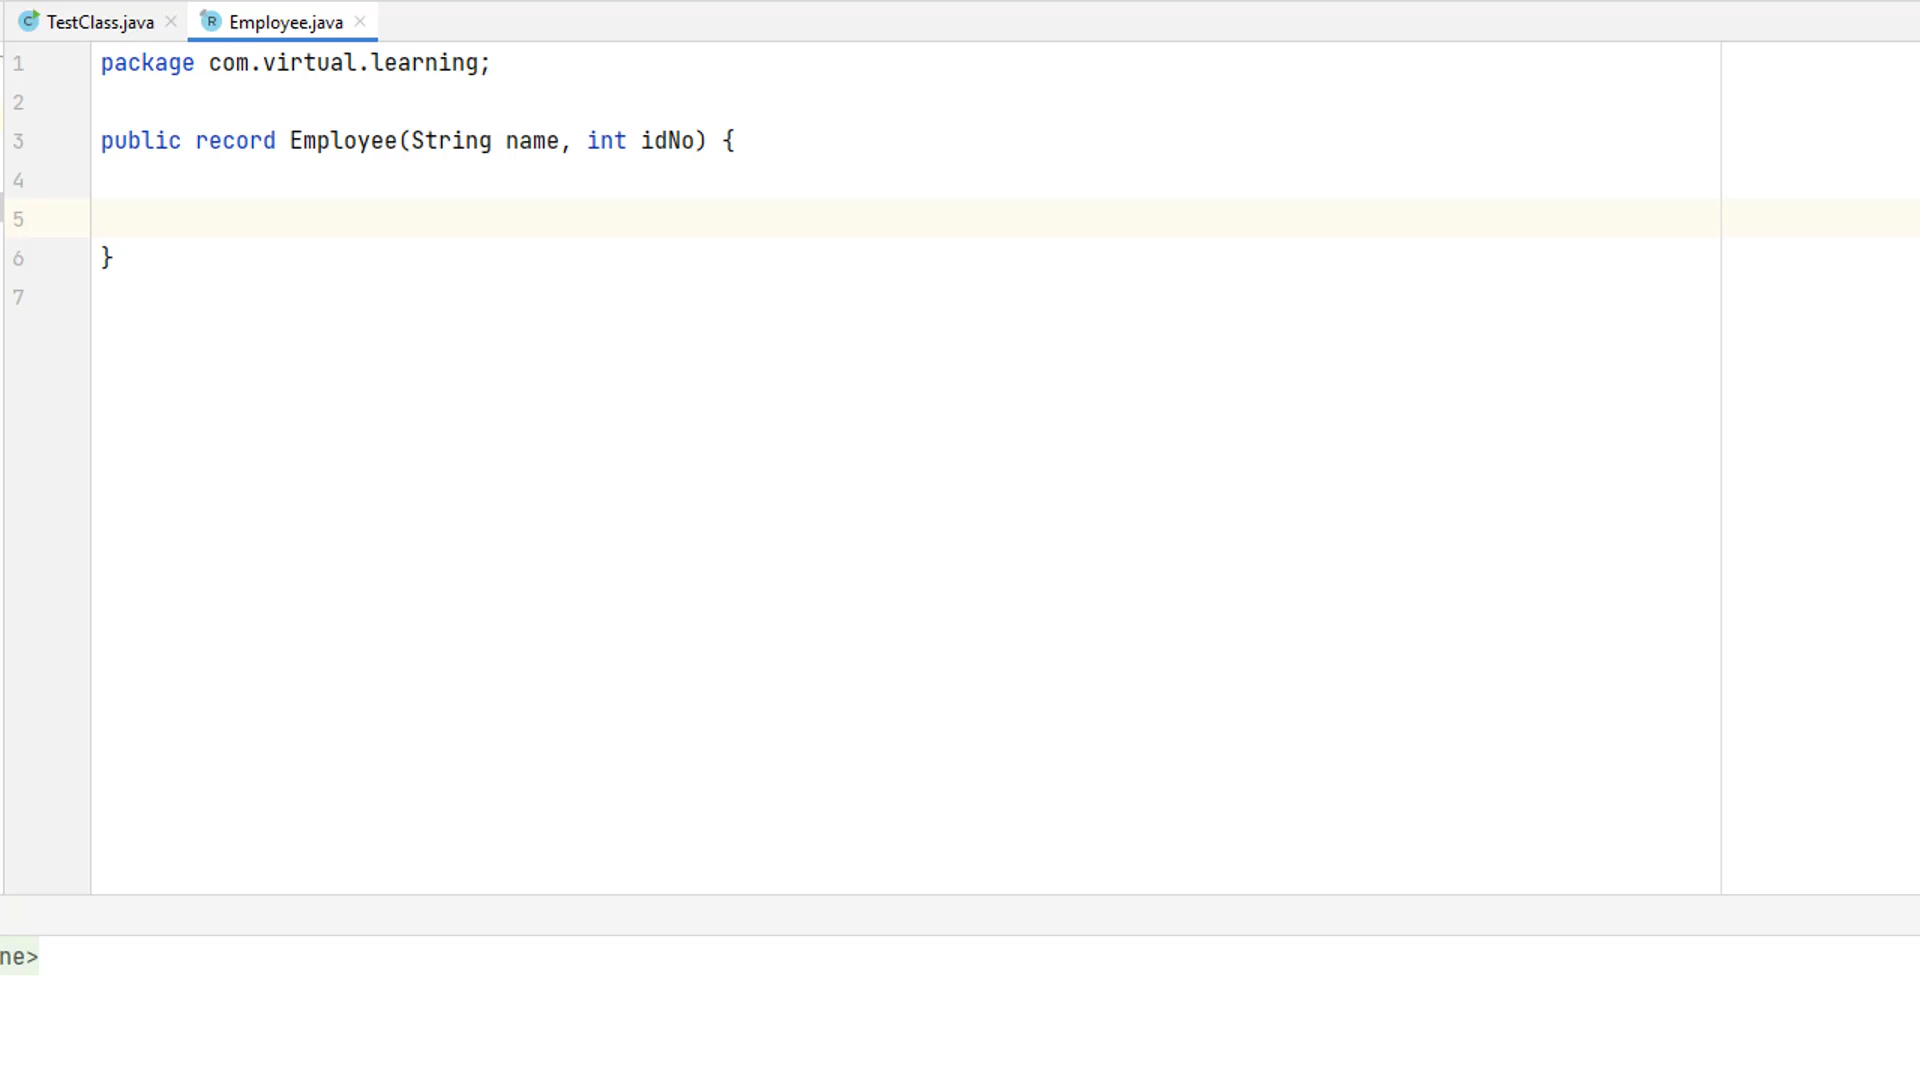 TestClass.java
Employee.java
1 package com.virtual.learning;
2
3 public record Employee(String name, int idNo) {
4
5
6 }
7
ne>